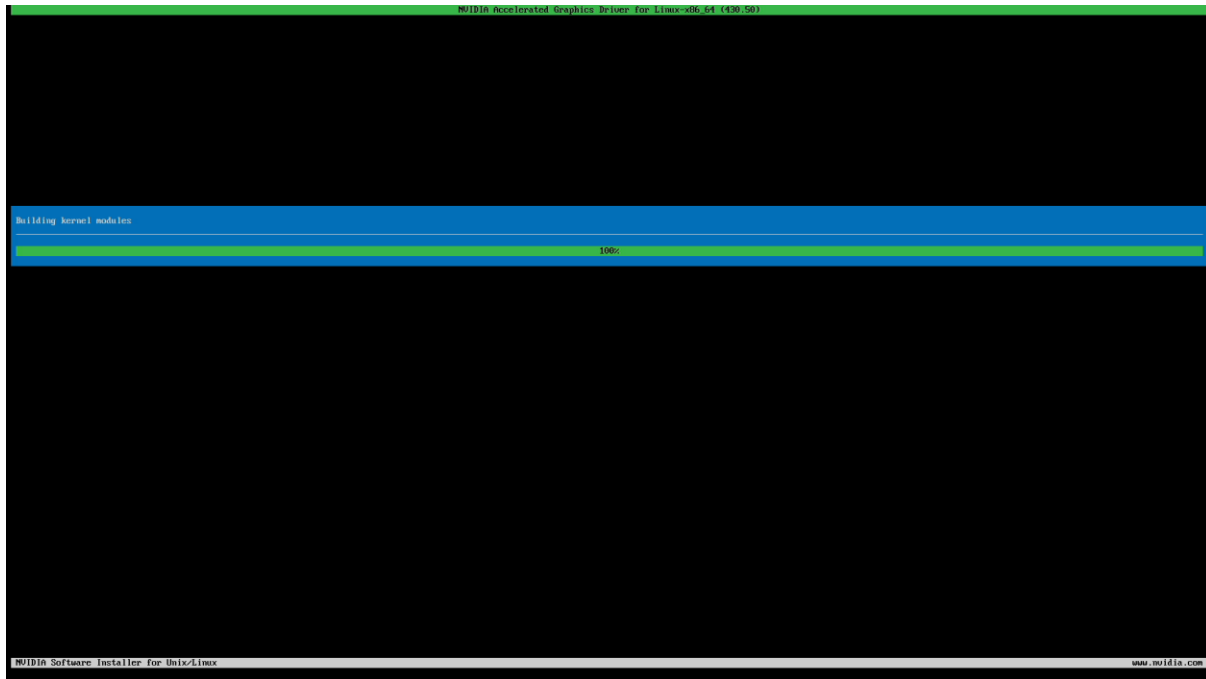 NVIDIA Accelerated Graphics Driver for Linux-x86_64 (430.50)
Building kernel modules
100%
NVIDIA Software Installer for Unix/Linux www.nvidia.com